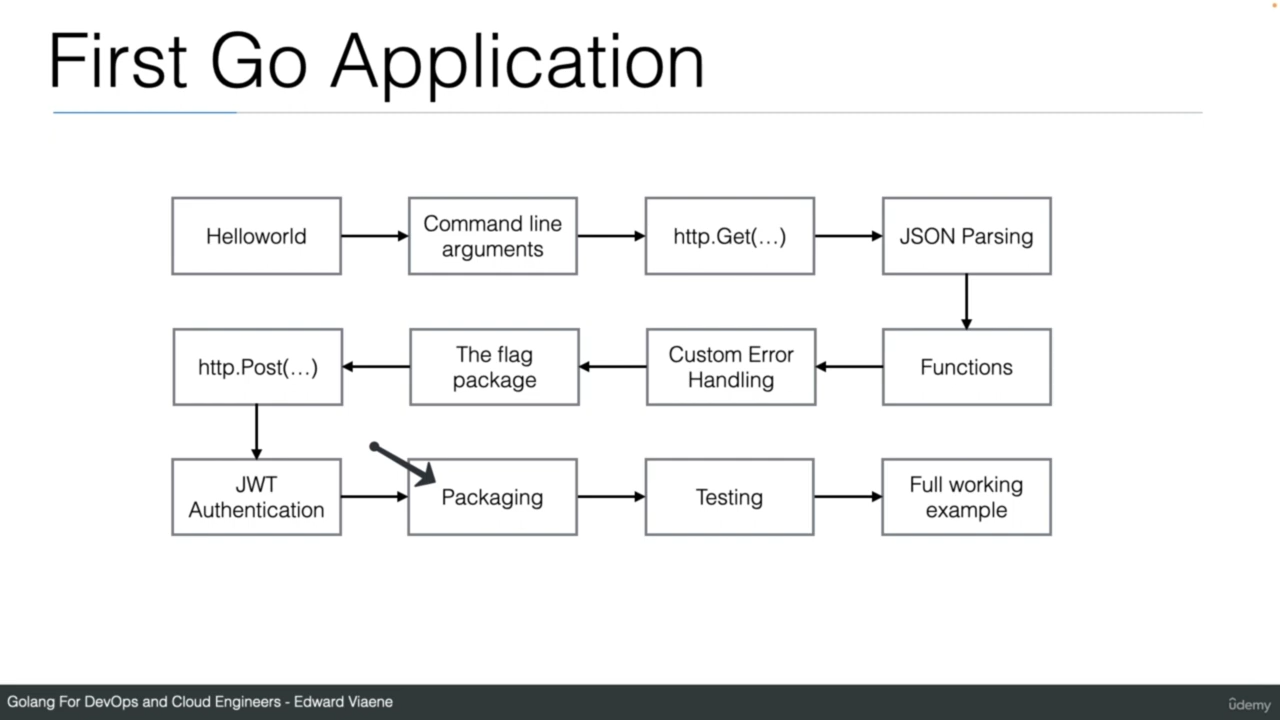 First Go Application
Helloworld
Command line
arguments
http.Get(…)
JSON Parsing
http.Post(…)
The flag
package
Custom Error
Handling
Functions
JWT
Authentication
Packaging
Testing
Full working
example
Golang For DevOps and Cloud Engineers - Edward Viaene
ûdemy